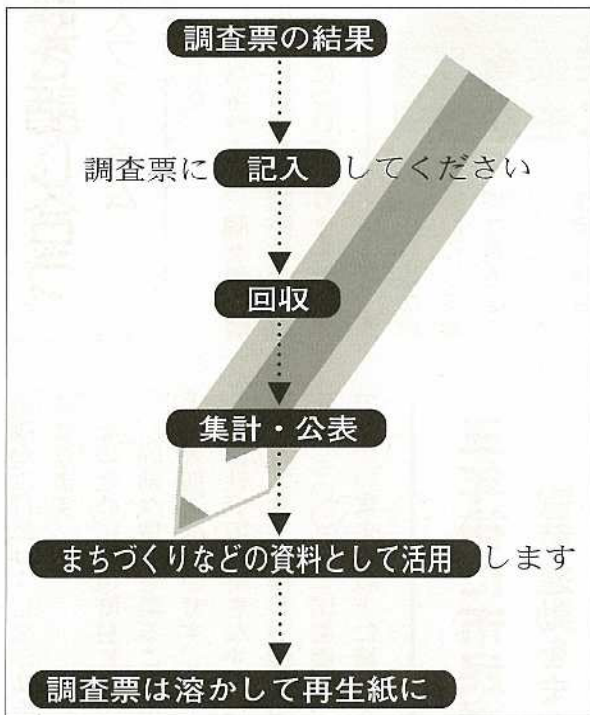 調査票の結果
調査票に 記入 してください
回収
集計・公表
まちづくりなどの資料として活用 します
調査票は溶かして再生紙に